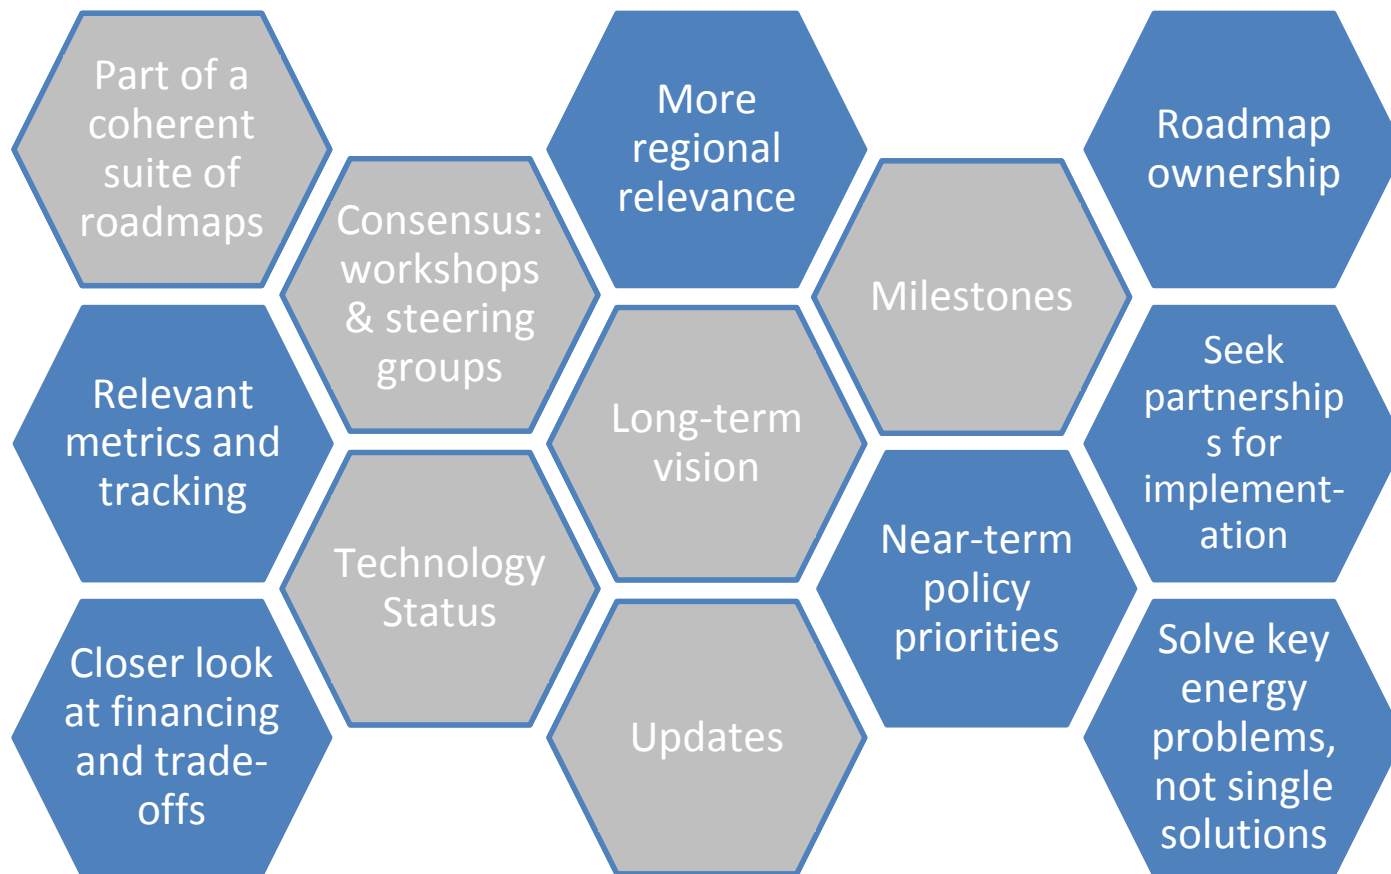 Part of a
coherent
suite of
roadmaps
Consensus:
workshops
& steering
groups
More
regional
relevance
Milestones
Roadmap
ownership
Relevant
metrics and
tracking
Technology
Status
Long-term
vision
Near-term
policy
priorities
Seek
partnership
s for
implement-
ation
Closer look
at financing
and trade-
offs
Updates
Solve key
energy
problems,
not single
solutions